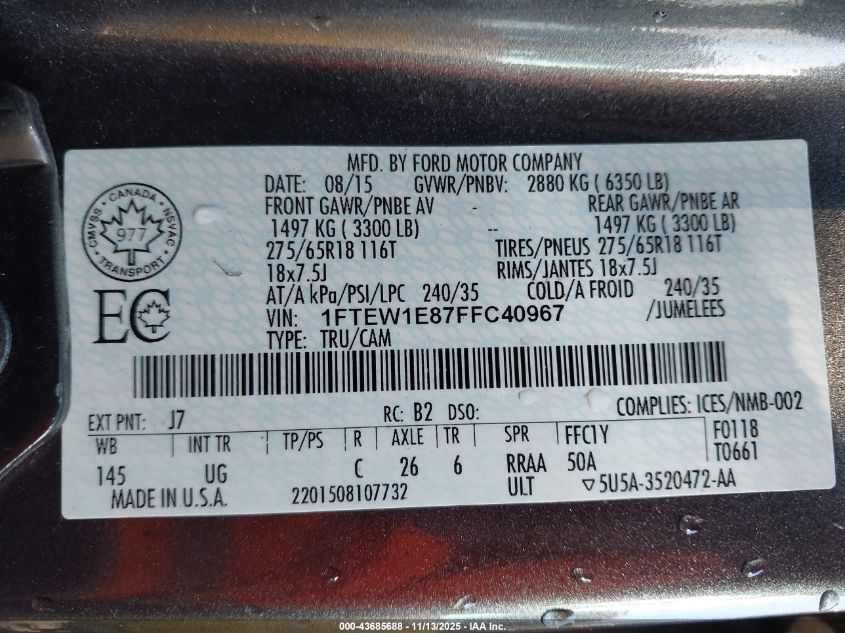 MFD. BY FORD MOTOR COMPANY
DATE: 08/15 GVWR/PNBV: 2880 KG ( 6350 LB)
FRONT GAWR/PNBE AV - REAR GAWR/PNBE AR
1497 KG ( 3300 LB) -- 1497 KG ( 3300 LB)
275/65R18 116T TIRES/PNEUS 275/65R18 116T
18x7.5J RIMS/JANTES 18x7.5J
AT/A kPa/PSI/LPC 240/35 COLD/A FROID 240/35
VIN: 1FTEW1E87FFC40967 /JUMELEES
TYPE: TRU/CAM
CANADA
CMVSS NSVAC
977
TRANSPORT
EC
EXT PNT: J7 RC: B2 DSO: COMPLIES: ICES/NMB-002
WB INT TR TP/PS R AXLE TR SPR FFC1Y F0118
145 UG C 26 6 RRAA 50A T0661
MADE IN U.S.A. 2201508107732 ULT ▽5U5A-3520472-AA
000-43685688 - 11/13/2025 - IAA Inc.